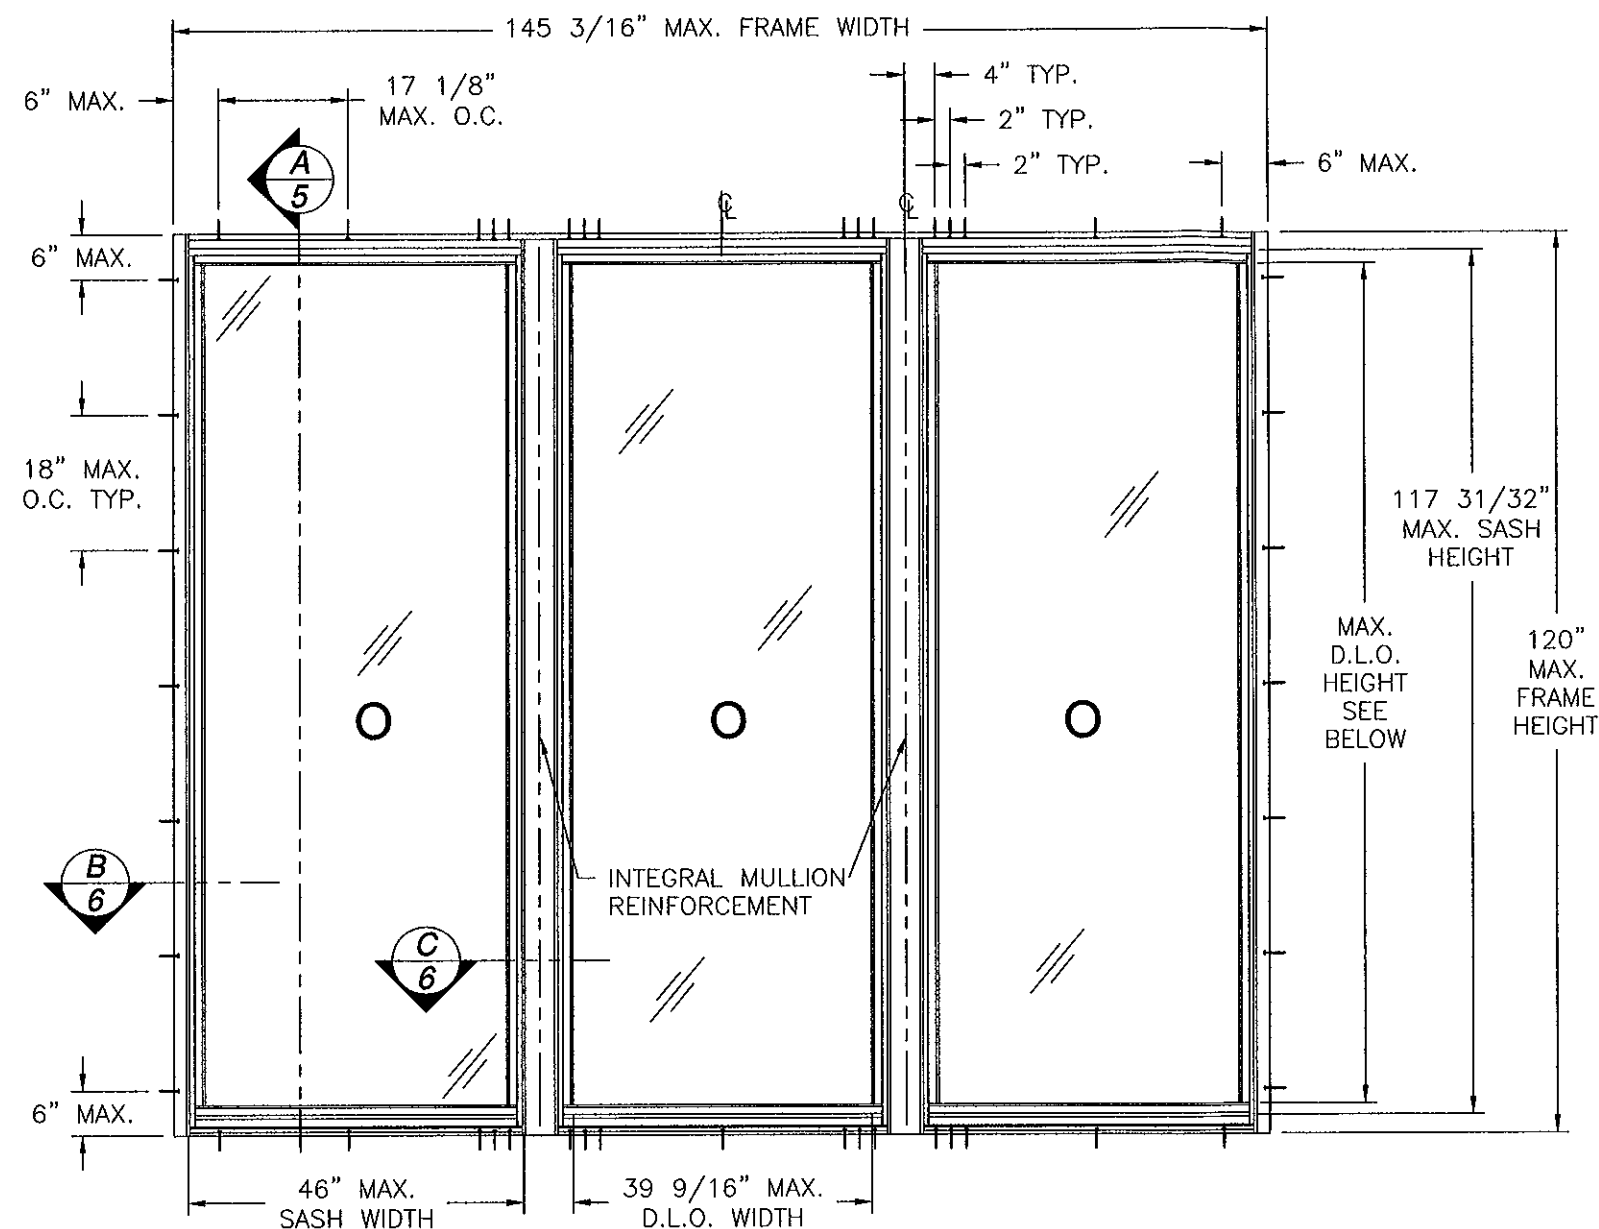 145 3/16" MAX. FRAME WIDTH
6" MAX.
17 1/8"
MAX. O.C.
4" TYP.
2" TYP.
2" TYP.
6" MAX.
A
5
℄
℄
6" MAX.
18" MAX.
O.C. TYP.
117 31/32"
MAX. SASH
HEIGHT
MAX.
D.L.O.
HEIGHT
SEE
BELOW
120"
MAX.
FRAME
HEIGHT
O
O
O
B
6
INTEGRAL MULLION
REINFORCEMENT
C
6
6" MAX.
46" MAX.
SASH WIDTH
39 9/16" MAX.
D.L.O. WIDTH